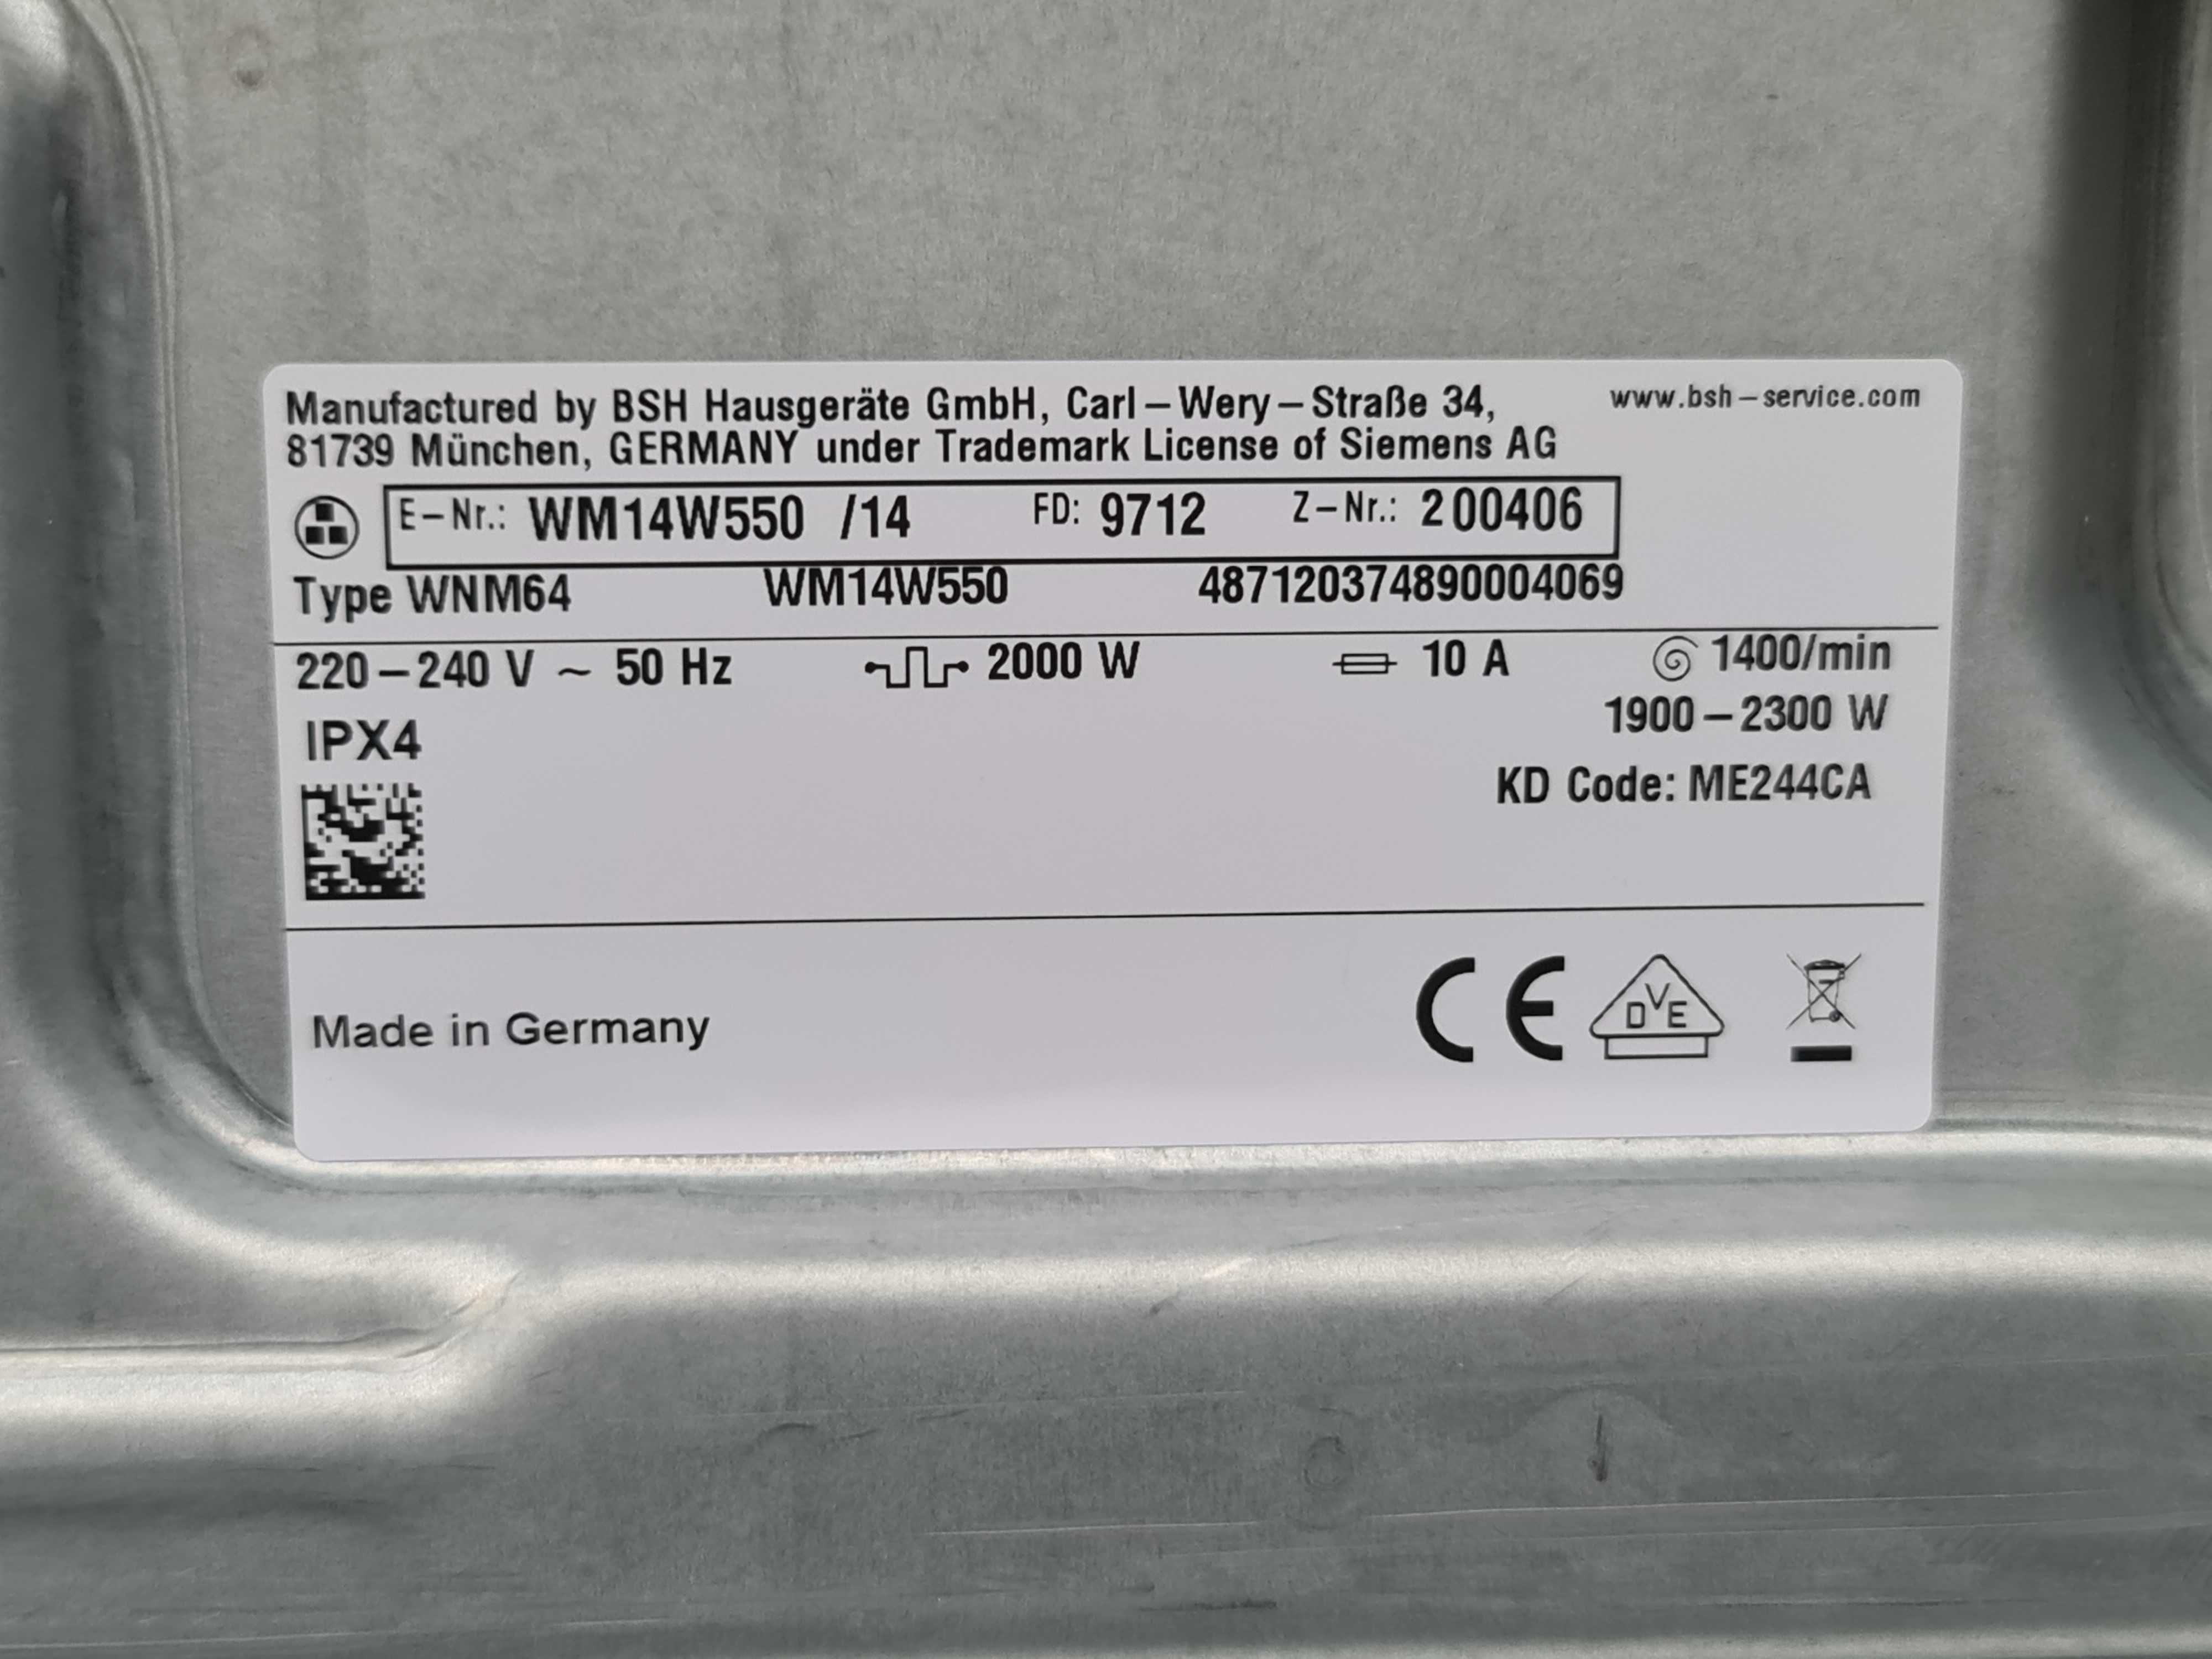 Manufactured by BSH Hausgeräte GmbH, Carl-Wery-Straße 34, www.bsh-service.com
81739 München, GERMANY under Trademark License of Siemens AG
E-Nr.: WM14W550 /14 FD: 9712 Z-Nr.: 200406
Type WNM64 WM14W550 487120374890004069
220-240 V ~ 50 Hz 2000 W 10 A 1400/min
1900-2300 W
IPX4
KD Code: ME244CA
Made in Germany CE DVE